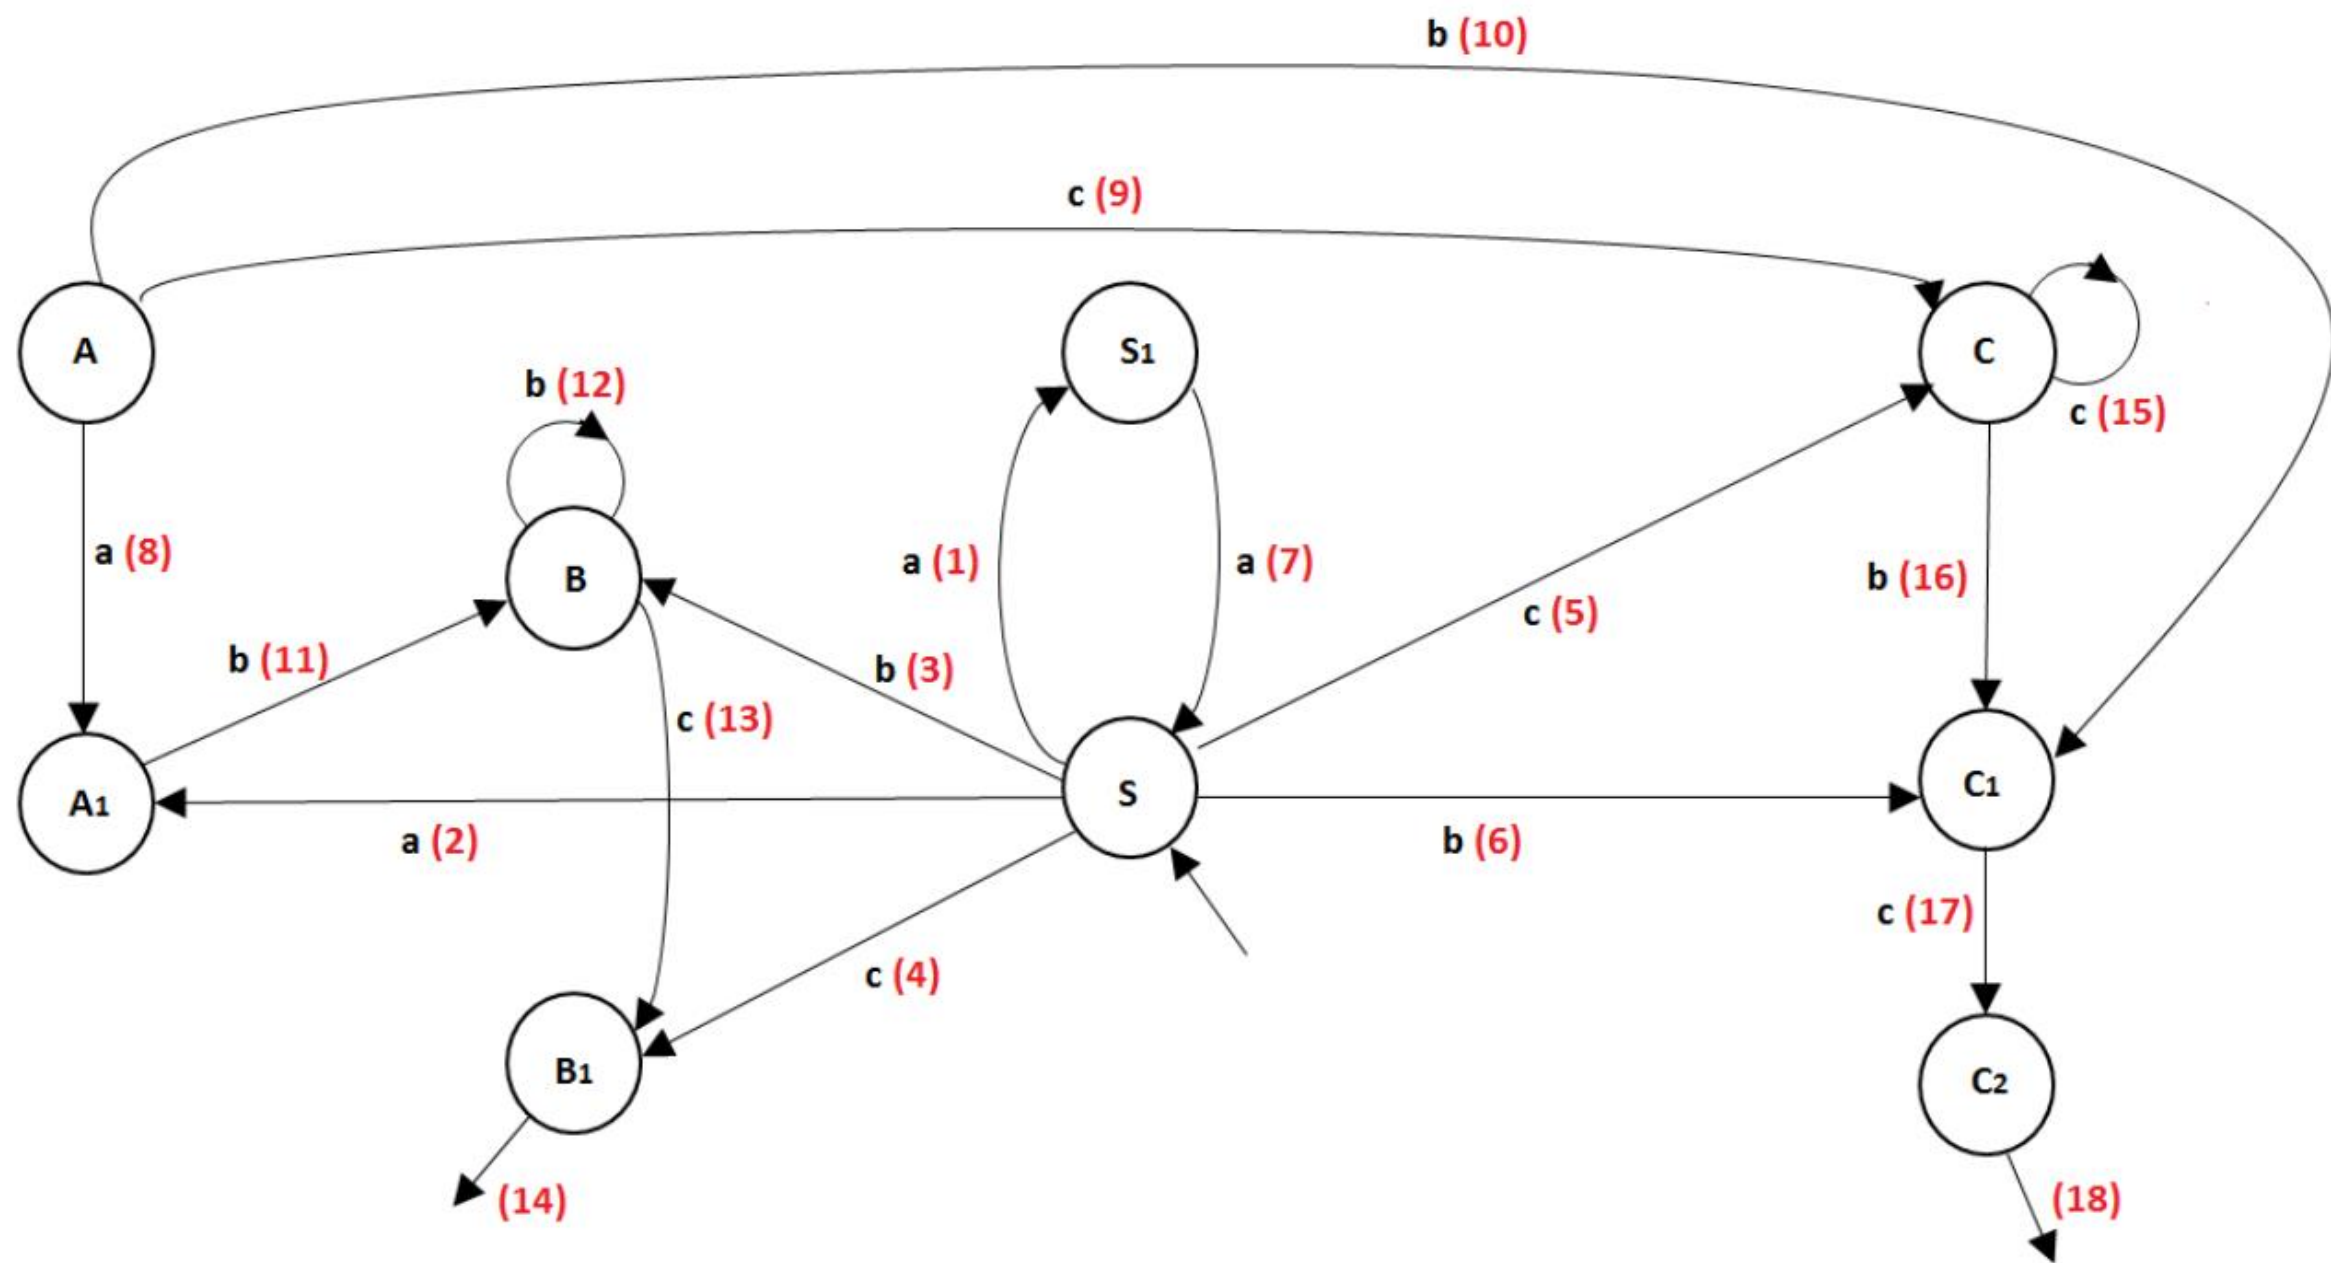 b (10)
c (9)
A
S1
C
b (12)
c (15)
a (8)
B
a (1)
a (7)
b (16)
c (5)
b (11)
b (3)
c (13)
A1
S
C1
a (2)
b (6)
c (17)
c (4)
B1
C2
(14)
(18)